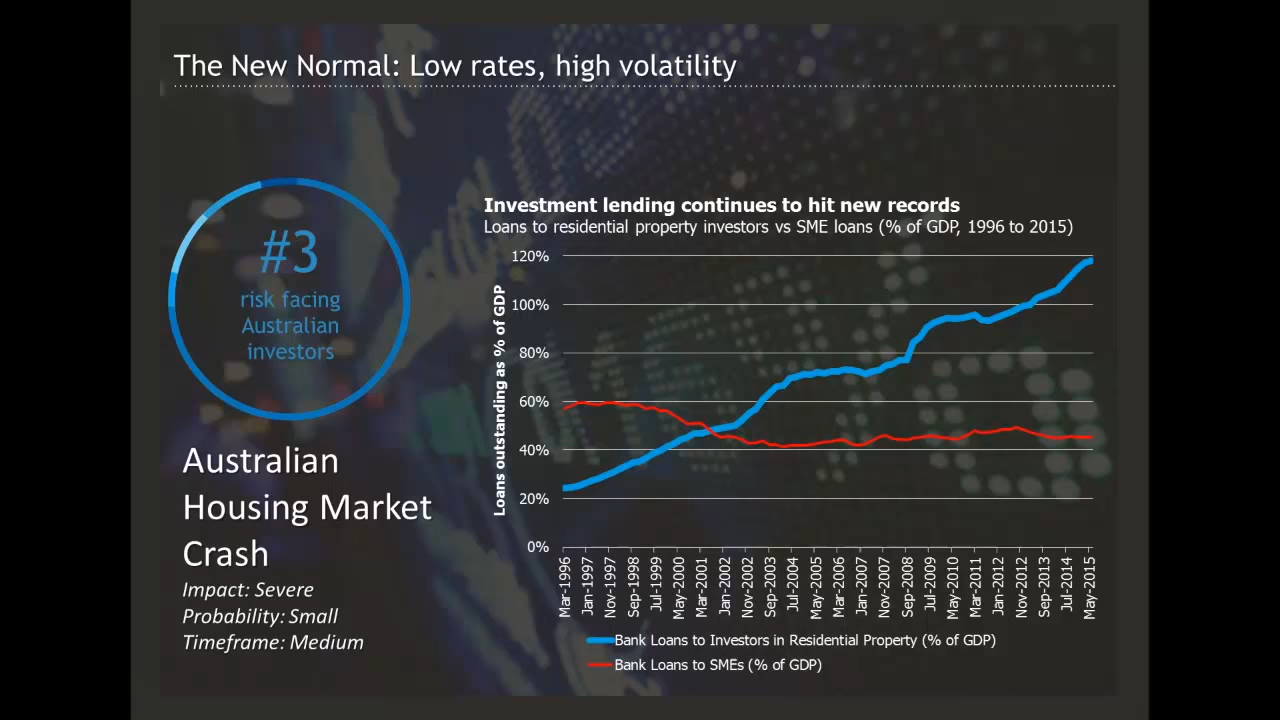 The New Normal: Low rates, high volatility
#3
risk facing
Australian
investors
Australian
Housing Market
Crash
Impact: Severe
Probability: Small
Timeframe: Medium
Investment lending continues to hit new records
Loans to residential property investors vs SME loans (% of GDP, 1996 to 2015)
Loans outstanding as % of GDP
120%
100%
80%
60%
40%
20%
0%
Mar-1996
Jan-1997
Nov-1997
Sep-1998
Jul-1999
May-2000
Mar-2001
Jan-2002
Nov-2002
Sep-2003
Jul-2004
May-2005
Mar-2006
Jan-2007
Nov-2007
Sep-2008
Jul-2009
May-2010
Mar-2011
Jan-2012
Nov-2012
Sep-2013
Jul-2014
May-2015
Bank Loans to Investors in Residential Property (% of GDP)
Bank Loans to SMEs (% of GDP)